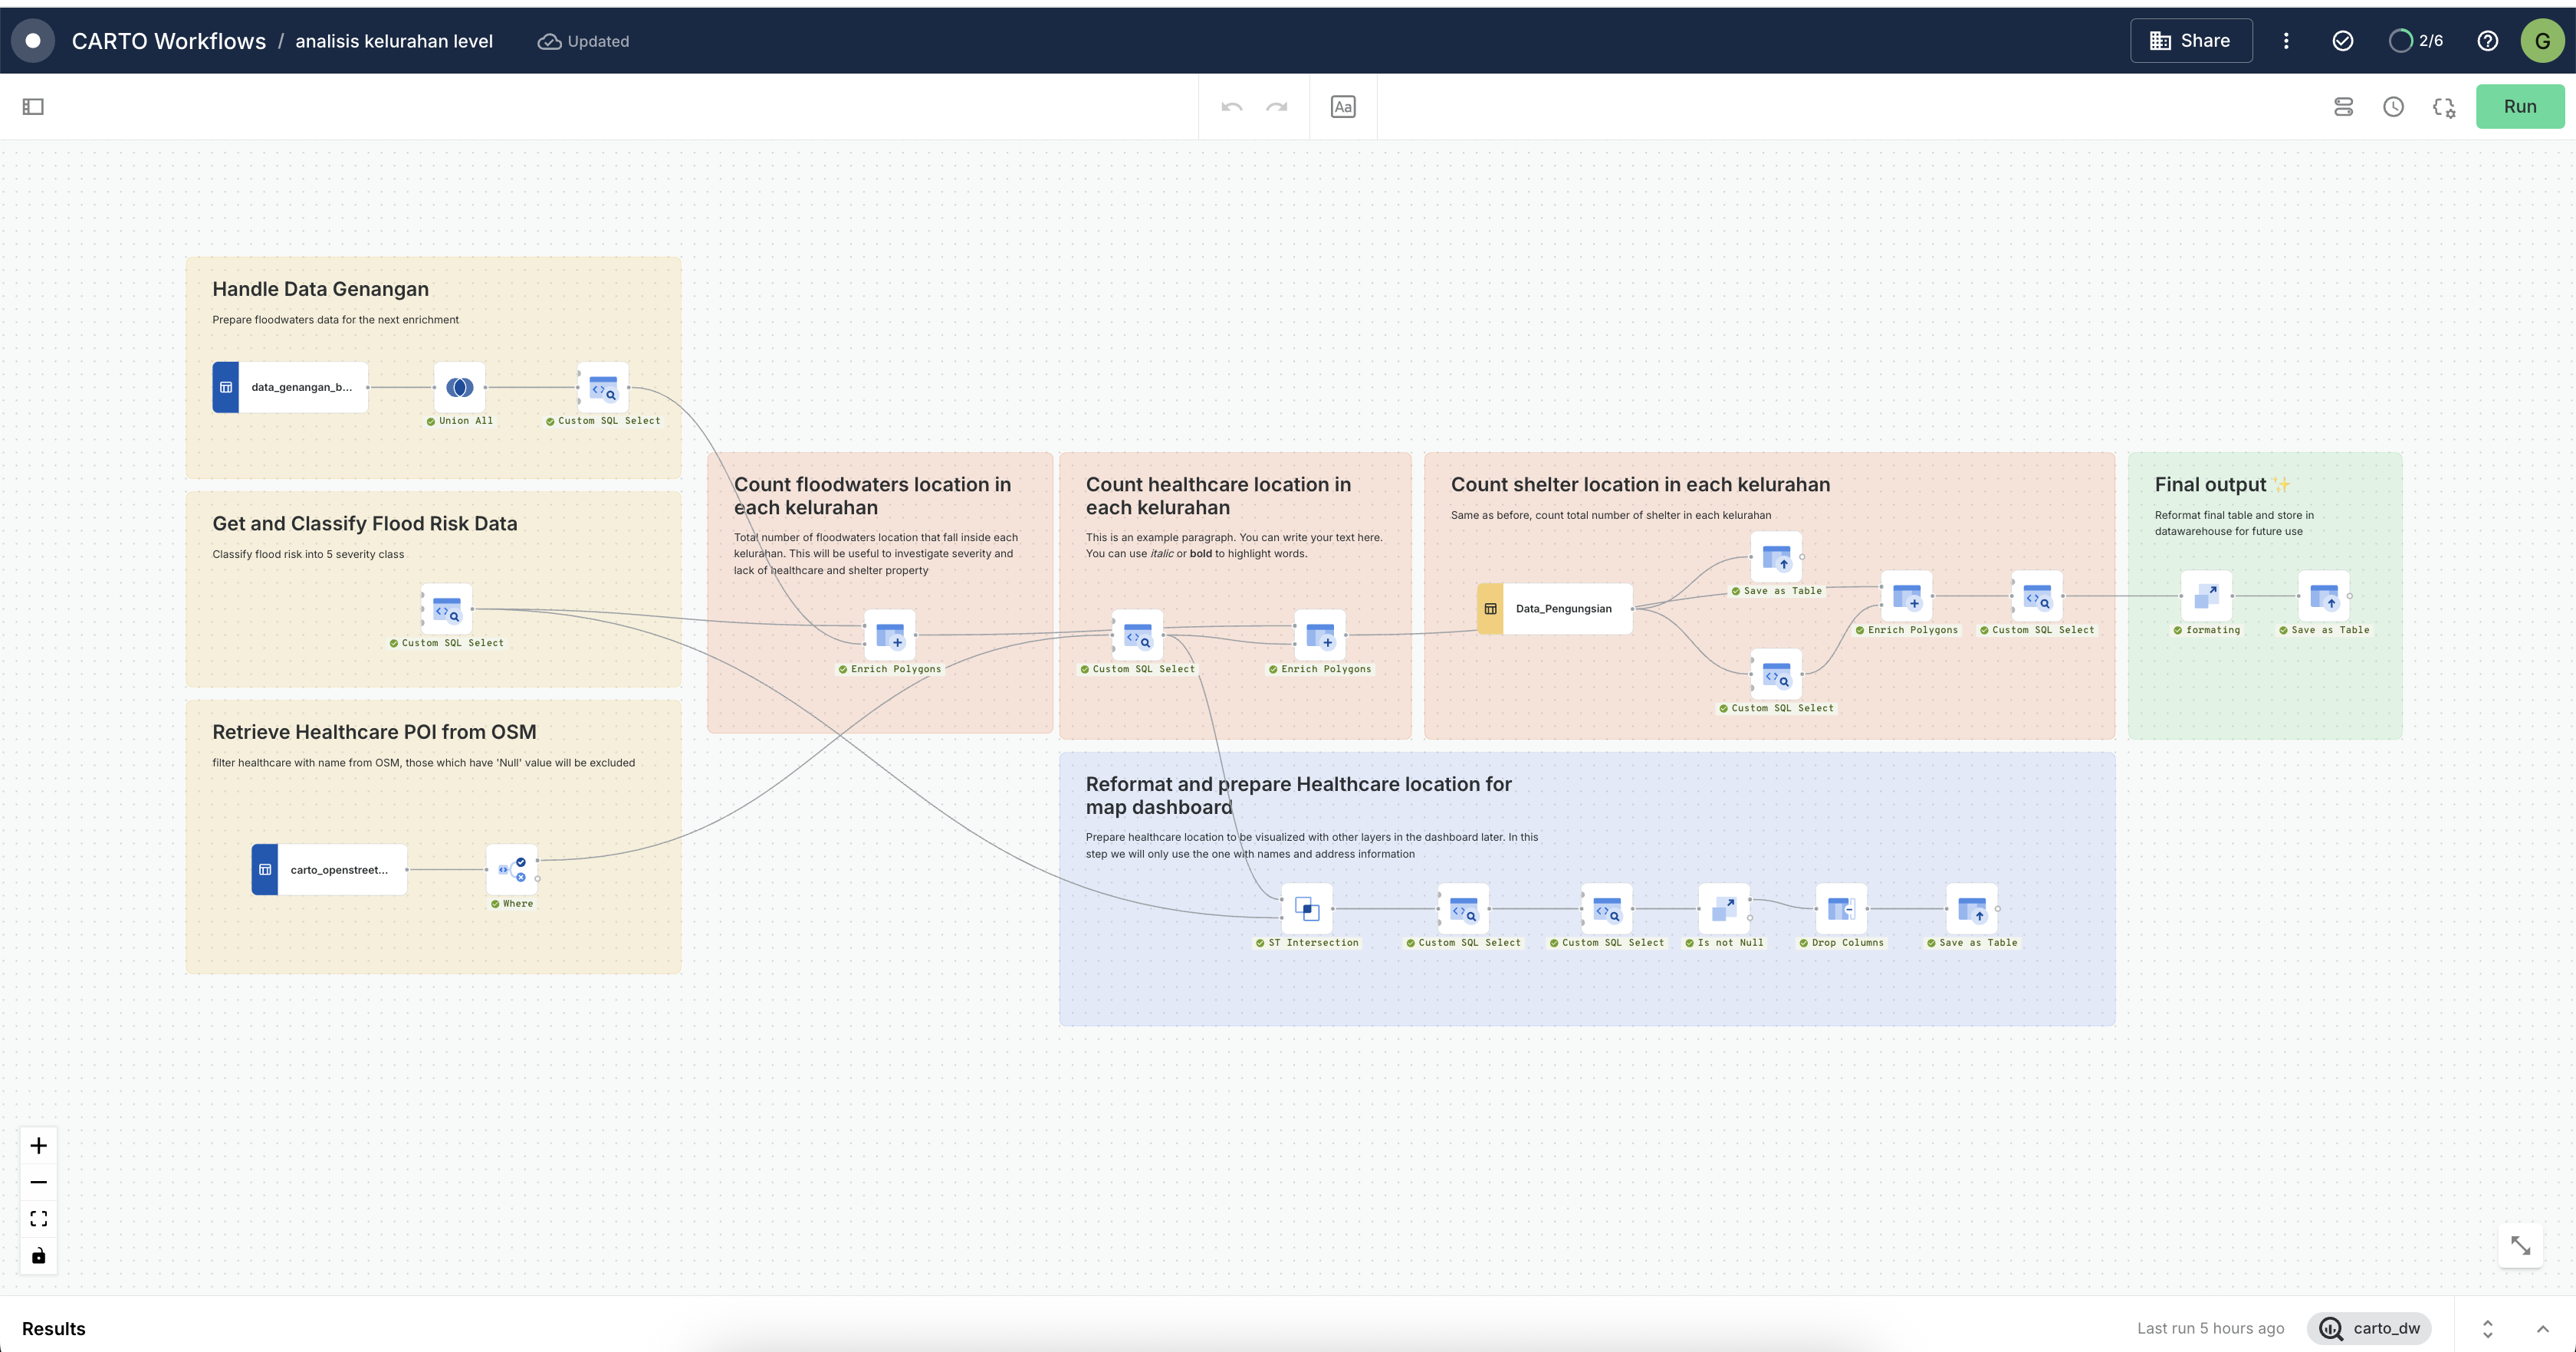 CARTO Workflows / analisis kelurahan level
Updated
Share
2/6
G
Aa
Run
Handle Data Genangan
Prepare floodwaters data for the next enrichment
data_genangan_b...
Union All
Custom SQL Select
Get and Classify Flood Risk Data
Classify flood risk into 5 severity class
Custom SQL Select
Retrieve Healthcare POI from OSM
filter healthcare with name from OSM, those which have 'Null' value will be excluded
carto_openstreet...
Where
Count floodwaters location in
each kelurahan
Total number of floodwaters location that fall inside each
kelurahan. This will be useful to investigate severity and
lack of healthcare and shelter property
Enrich Polygons
Count healthcare location in
each kelurahan
This is an example paragraph. You can write your text here.
You can use italic or bold to highlight words.
Custom SQL Select
Enrich Polygons
Count shelter location in each kelurahan
Same as before, count total number of shelter in each kelurahan
Data_Pengungsian
Save as Table
Custom SQL Select
Enrich Polygons
Custom SQL Select
Final output ✨
Reformat final table and store in
datawarehouse for future use
formating
Save as Table
Reformat and prepare Healthcare location for
map dashboard
Prepare healthcare location to be visualized with other layers in the dashboard later. In this
step we will only use the one with names and address information
ST Intersection
Custom SQL Select
Custom SQL Select
Is not Null
Drop Columns
Save as Table
Results
Last run 5 hours ago
carto_dw